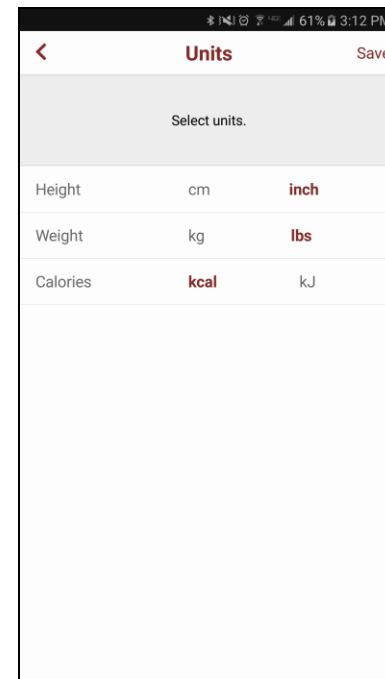 61% 3:12 PM
Units Save
Select units.
Height cm inch
Weight kg lbs
Calories kcal kJ